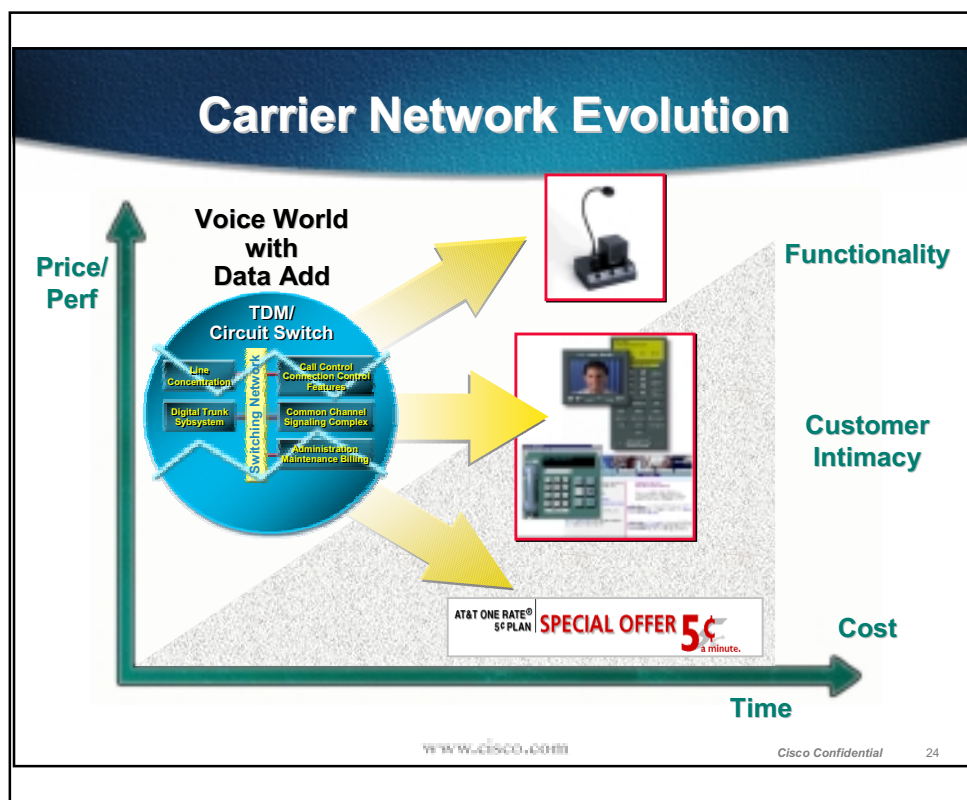 Carrier Network Evolution
Price/
Perf
Voice World
with
Data Add
TDM/
Circuit Switch
Line
Concentration
Digital Trunk
Sybsystem
Switching Network
Call Control
Connection Control
Features
Common Channel
Signaling Complex
Administration
Maintenance Billing
Functionality
Customer
Intimacy
AT&T ONE RATE®
5¢ PLAN
SPECIAL OFFER 5¢
a minute.
Cost
Time
www.cisco.com
Cisco Confidential
24